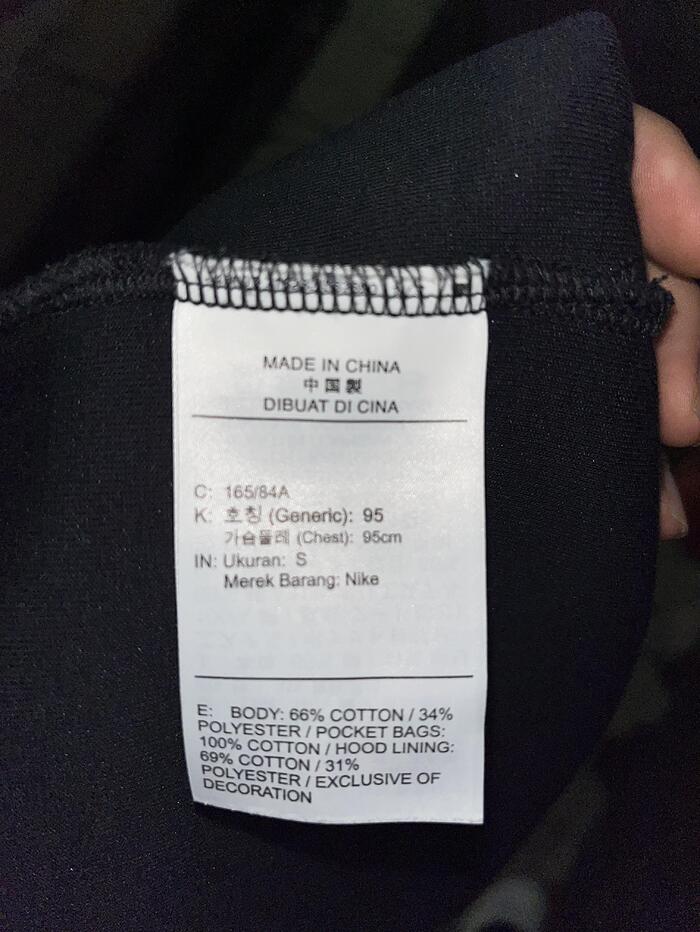 MADE IN CHINA
中国製
DIBUAT DI CINA
C: 165/84A
K: 호칭 (Generic): 95
가슴둘레 (Chest): 95cm
IN: Ukuran: S
Merek Barang: Nike
E: BODY: 66% COTTON / 34%
POLYESTER / POCKET BAGS:
100% COTTON / HOOD LINING:
69% COTTON / 31%
POLYESTER / EXCLUSIVE OF
DECORATION